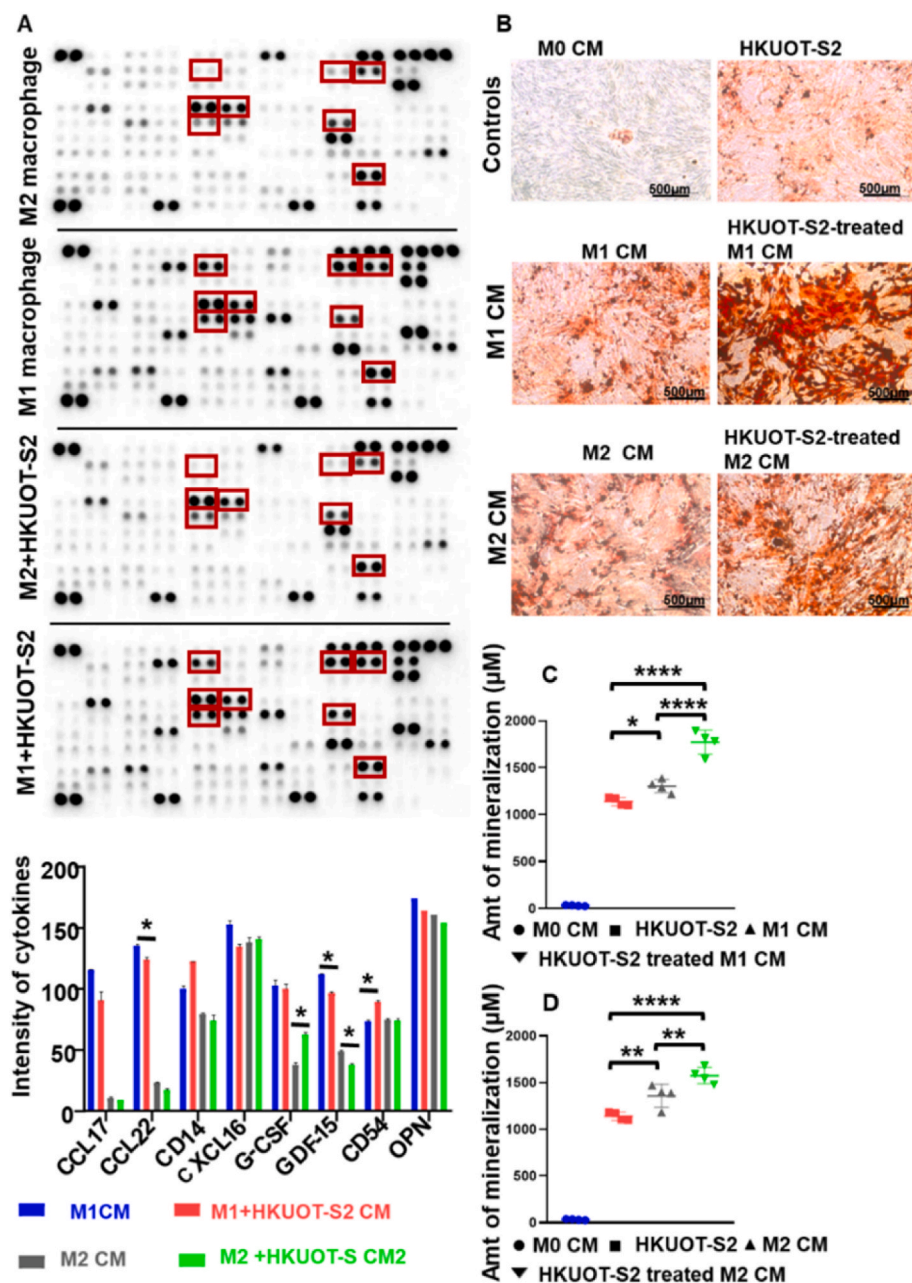 A
M2 macrophage
M1 macrophage
M2+HKUOT-S2
M1+HKUOT-S2
Intensity of cytokines
200
150
100
50
0
*
*
*
*
*
CCL17
CCL22
CD14
CXCL16
G-CSF
GDF-15
CD54
OPN
M1CM
M1+HKUOT-S2 CM
M2 CM
M2 +HKUOT-S CM2
B
M0 CM
HKUOT-S2
Controls
500μm
500μm
M1 CM
HKUOT-S2-treated
M1 CM
M1 CM
500μm
500μm
M2 CM
HKUOT-S2-treated
M2 CM
M2 CM
500μm
500μm
C
Amt of mineralization (μM)
2000
1500
1000
500
0
****
****
*
M0 CM HKUOT-S2 M1 CM
HKUOT-S2 treated M1 CM
D
Amt of mineralization (μM)
2000
1500
1000
500
0
****
**
**
M0 CM HKUOT-S2 M2 CM
HKUOT-S2 treated M2 CM